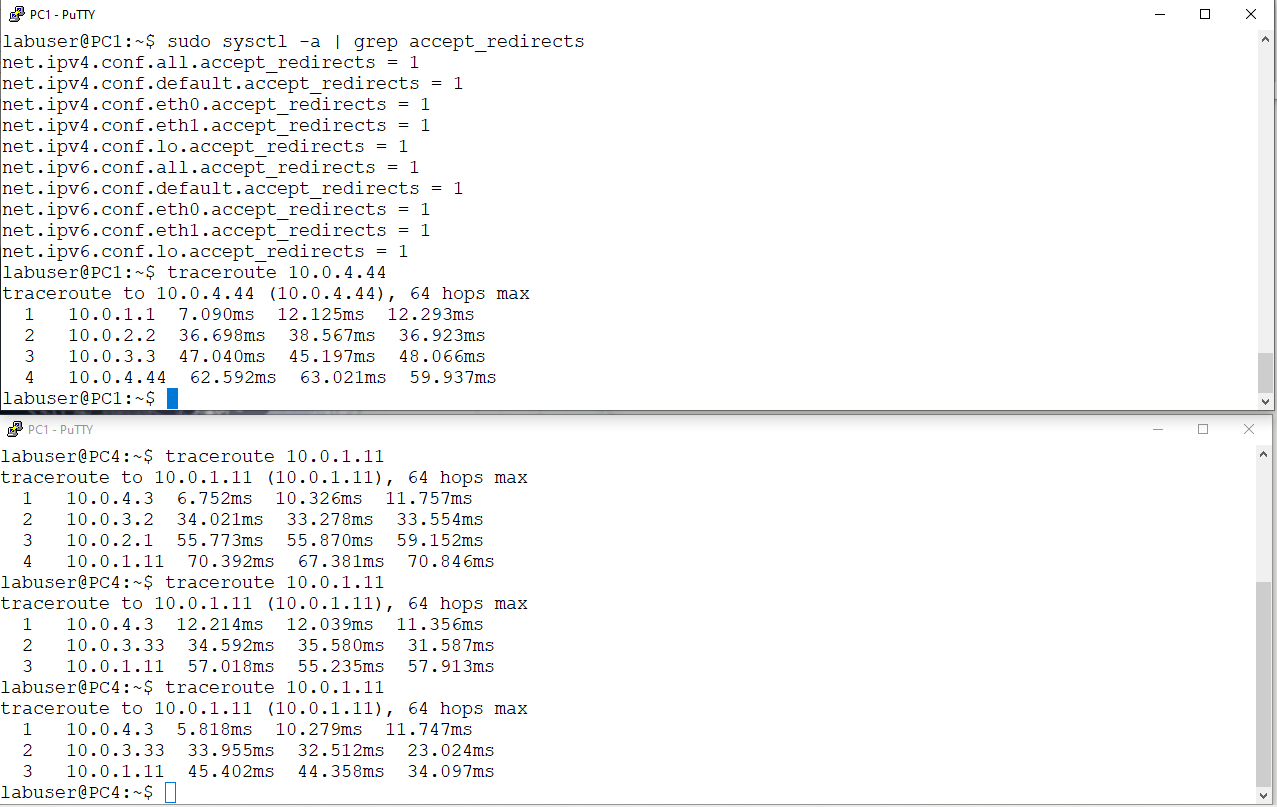 PC1 - PuTTY
labuser@PC1:~$ sudo sysctl -a | grep accept_redirects
net.ipv4.conf.all.accept_redirects = 1
net.ipv4.conf.default.accept_redirects = 1
net.ipv4.conf.eth0.accept_redirects = 1
net.ipv4.conf.eth1.accept_redirects = 1
net.ipv4.conf.lo.accept_redirects = 1
net.ipv6.conf.all.accept_redirects = 1
net.ipv6.conf.default.accept_redirects = 1
net.ipv6.conf.eth0.accept_redirects = 1
net.ipv6.conf.eth1.accept_redirects = 1
net.ipv6.conf.lo.accept_redirects = 1
labuser@PC1:~$ traceroute 10.0.4.44
traceroute to 10.0.4.44 (10.0.4.44), 64 hops max
  1   10.0.1.1  7.090ms  12.125ms  12.293ms
  2   10.0.2.2  36.698ms  38.567ms  36.923ms
  3   10.0.3.3  47.040ms  45.197ms  48.066ms
  4   10.0.4.44  62.592ms  63.021ms  59.937ms
labuser@PC1:~$
PC1 - PuTTY
labuser@PC4:~$ traceroute 10.0.1.11
traceroute to 10.0.1.11 (10.0.1.11), 64 hops max
  1   10.0.4.3  6.752ms  10.326ms  11.757ms
  2   10.0.3.2  34.021ms  33.278ms  33.554ms
  3   10.0.2.1  55.773ms  55.870ms  59.152ms
  4   10.0.1.11  70.392ms  67.381ms  70.846ms
labuser@PC4:~$ traceroute 10.0.1.11
traceroute to 10.0.1.11 (10.0.1.11), 64 hops max
  1   10.0.4.3  12.214ms  12.039ms  11.356ms
  2   10.0.3.33  34.592ms  35.580ms  31.587ms
  3   10.0.1.11  57.018ms  55.235ms  57.913ms
labuser@PC4:~$ traceroute 10.0.1.11
traceroute to 10.0.1.11 (10.0.1.11), 64 hops max
  1   10.0.4.3  5.818ms  10.279ms  11.747ms
  2   10.0.3.33  33.955ms  32.512ms  23.024ms
  3   10.0.1.11  45.402ms  44.358ms  34.097ms
labuser@PC4:~$